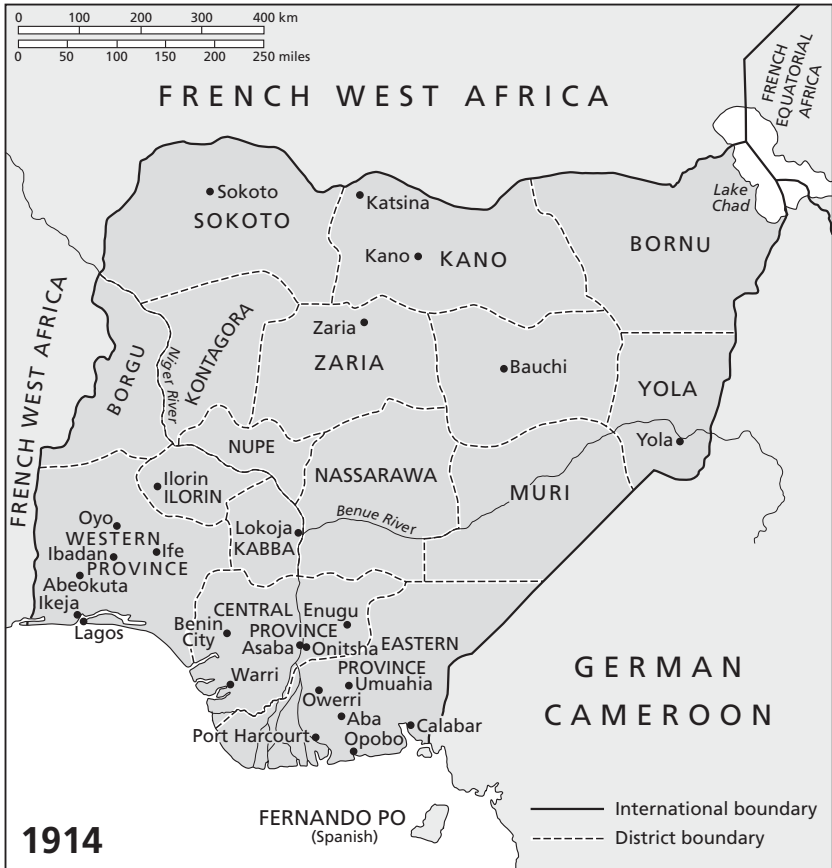 0 100 200 300 400 km
0 50 100 150 200 250 miles
FRENCH WEST AFRICA
FRENCH
EQUATORIAL
AFRICA
Lake
Chad
Sokoto
SOKOTO
Katsina
Kano
KANO
BORNU
FRENCH WEST AFRICA
BORGU
Niger River
KONTAGORA
Zaria
ZARIA
Bauchi
YOLA
Yola
NUPE
Ilorin
ILORIN
NASSARAWA
MURI
Benue River
Lokoja
KABBA
Oyo
WESTERN
Ibadan
Ife
PROVINCE
Abeokuta
Ikeja
Lagos
CENTRAL
Enugu
Benin
City
PROVINCE
Asaba
Onitsha
EASTERN
PROVINCE
Warri
Umuahia
Owerri
Aba
Port Harcourt
Opobo
Calabar
GERMAN
CAMEROON
FERNANDO PO
(Spanish)
International boundary
District boundary
1914